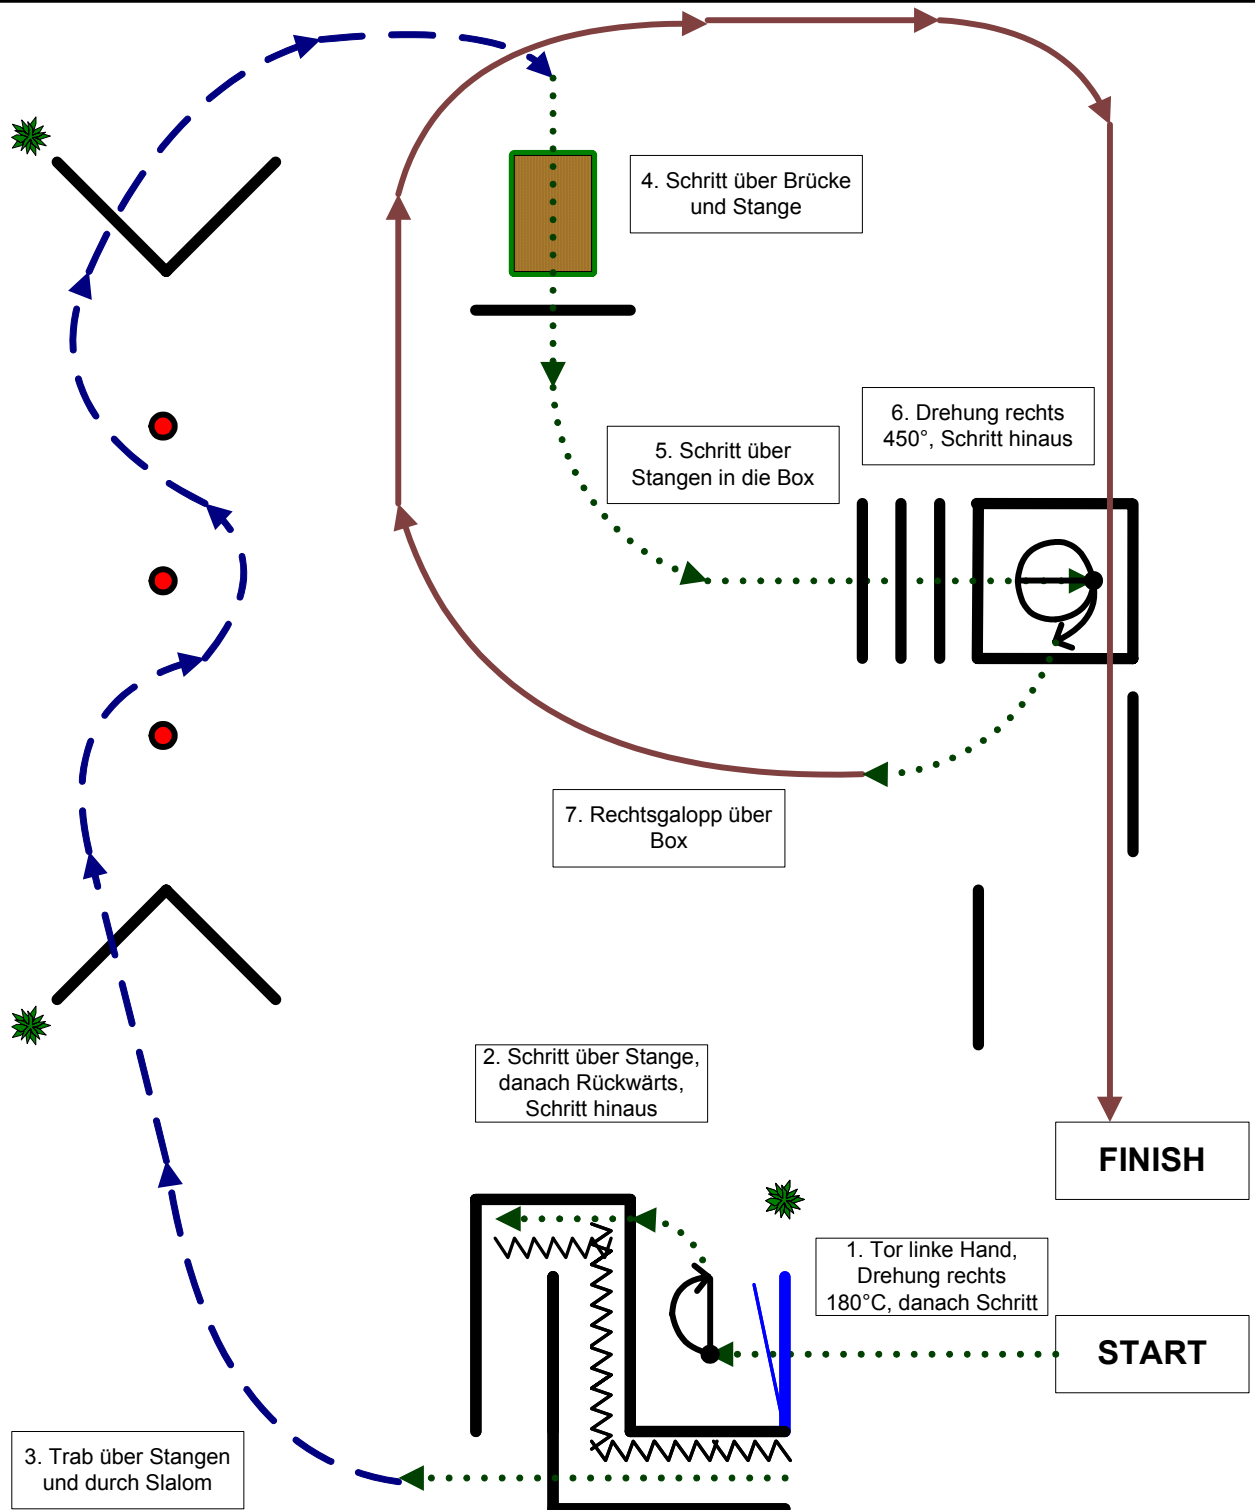 4. Schritt über Brücke
und Stange
6. Drehung rechts
450°, Schritt hinaus
5. Schritt über
Stangen in die Box
7. Rechtsgalopp über
Box
2. Schritt über Stange,
danach Rückwärts,
Schritt hinaus
FINISH
1. Tor linke Hand,
Drehung rechts
180°C, danach Schritt
START
3. Trab über Stangen
und durch Slalom